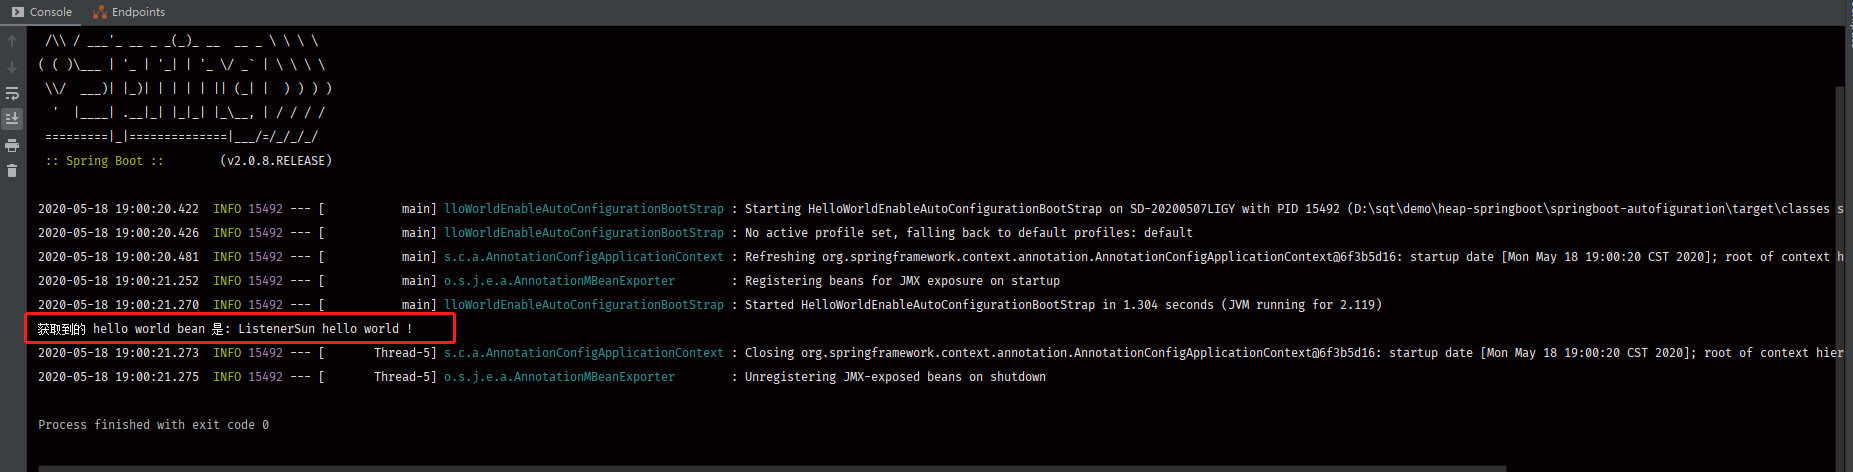 Console Endpoints
 /\\ / ___'_ __ _ _(_)_ __  __ _ \ \ \ \
( ( )\___ | '_ | '_| | '_ \/ _` | \ \ \ \
 \\/  ___)| |_)| | | | | || (_| |  ) ) ) )
  '  |____| .__|_| |_|_| |_\__, | / / / /
 =========|_|==============|___/=/_/_/_/
 :: Spring Boot ::        (v2.0.8.RELEASE)
2020-05-18 19:00:20.422  INFO 15492 --- [           main] lloWorldEnableAutoConfigurationBootStrap : Starting HelloWorldEnableAutoConfigurationBootStrap on SD-20200507LIGY with PID 15492 (D:\sqt\demo\heap-springboot\springboot-autofiguration\target\classes s
2020-05-18 19:00:20.426  INFO 15492 --- [           main] lloWorldEnableAutoConfigurationBootStrap : No active profile set, falling back to default profiles: default
2020-05-18 19:00:20.481  INFO 15492 --- [           main] s.c.a.AnnotationConfigApplicationContext : Refreshing org.springframework.context.annotation.AnnotationConfigApplicationContext@6f3b5d16: startup date [Mon May 18 19:00:20 CST 2020]; root of context h
2020-05-18 19:00:21.252  INFO 15492 --- [           main] o.s.j.e.a.AnnotationMBeanExporter        : Registering beans for JMX exposure on startup
2020-05-18 19:00:21.270  INFO 15492 --- [           main] lloWorldEnableAutoConfigurationBootStrap : Started HelloWorldEnableAutoConfigurationBootStrap in 1.304 seconds (JVM running for 2.119)
获取到的 hello world bean 是: ListenerSun hello world !
2020-05-18 19:00:21.273  INFO 15492 --- [       Thread-5] s.c.a.AnnotationConfigApplicationContext : Closing org.springframework.context.annotation.AnnotationConfigApplicationContext@6f3b5d16: startup date [Mon May 18 19:00:20 CST 2020]; root of context hier
2020-05-18 19:00:21.275  INFO 15492 --- [       Thread-5] o.s.j.e.a.AnnotationMBeanExporter        : Unregistering JMX-exposed beans on shutdown
Process finished with exit code 0